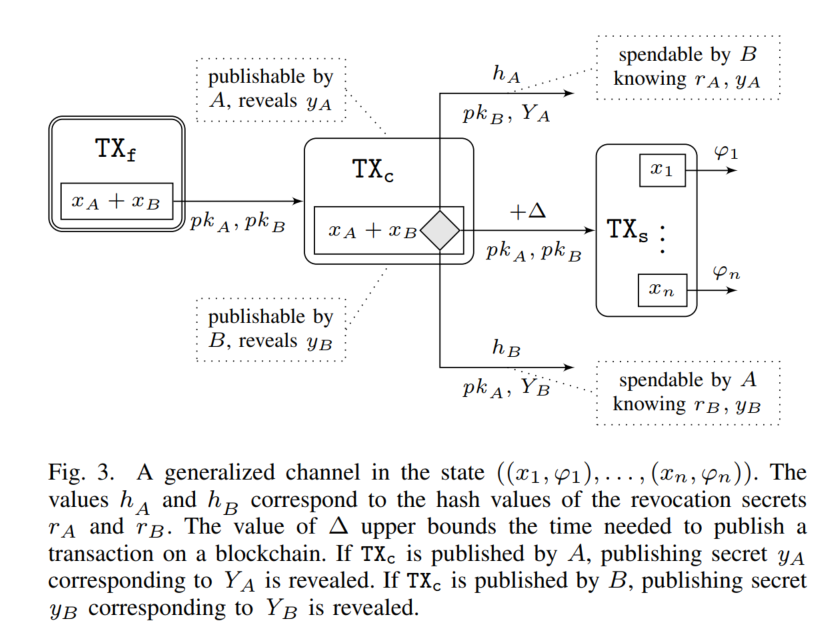 publishable by
A, reveals y_A
h_A
pk_B, Y_A
spendable by B
knowing r_A, y_A
TX_f
x_A + x_B
pk_A, pk_B
TX_c
x_A + x_B
+Δ
pk_A, pk_B
TX_s
x_1
φ_1
⋮
x_n
φ_n
publishable by
B, reveals y_B
h_B
pk_A, Y_B
spendable by A
knowing r_B, y_B
Fig. 3. A generalized channel in the state ((x_1, φ_1), . . . , (x_n, φ_n)). The
values h_A and h_B correspond to the hash values of the revocation secrets
r_A and r_B. The value of Δ upper bounds the time needed to publish a
transaction on a blockchain. If TX_c is published by A, publishing secret y_A
corresponding to Y_A is revealed. If TX_c is published by B, publishing secret
y_B corresponding to Y_B is revealed.